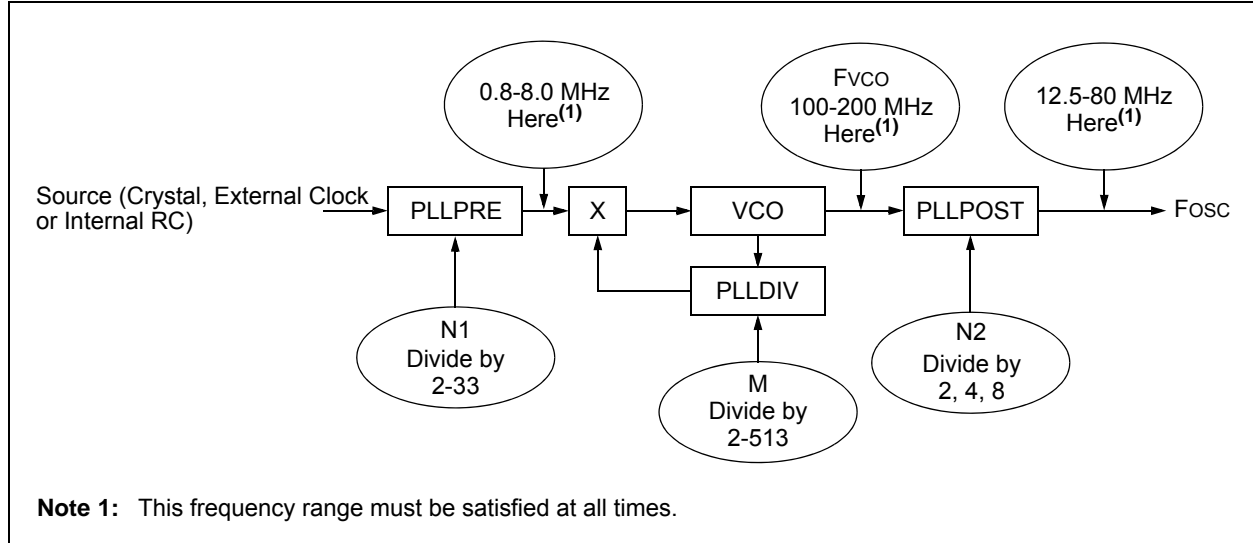 0.8-8.0 MHz
Here(1)
FVCO
100-200 MHz
Here(1)
12.5-80 MHz
Here(1)
Source (Crystal, External Clock
or Internal RC)
PLLPRE
X
VCO
PLLPOST
FOSC
PLLDIV
N1
Divide by
2-33
M
Divide by
2-513
N2
Divide by
2, 4, 8
Note 1: This frequency range must be satisfied at all times.